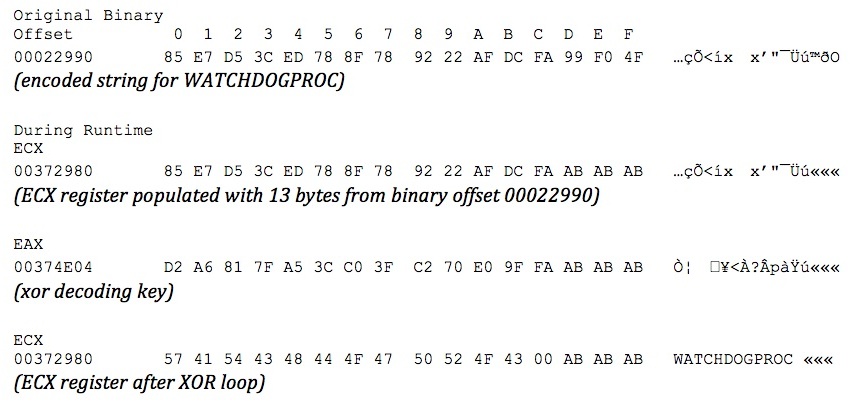 Original Binary
Offset 0 1 2 3 4 5 6 7 8 9 A B C D E F
00022990 85 E7 D5 3C ED 78 8F 78 92 22 AF DC FA 99 F0 4F …çÕ<íx x’"¯Üú™ðO
(encoded string for WATCHDOGPROC)
During Runtime
ECX
00372980 85 E7 D5 3C ED 78 8F 78 92 22 AF DC FA AB AB AB …çÕ<íx x’"¯Üú«««
(ECX register populated with 13 bytes from binary offset 00022990)
EAX
00374E04 D2 A6 81 7F A5 3C C0 3F C2 70 E0 9F FA AB AB AB Ò¦ □¥<À?ÂpàŸú«««
(xor decoding key)
ECX
00372980 57 41 54 43 48 44 4F 47 50 52 4F 43 00 AB AB AB WATCHDOGPROC «««
(ECX register after XOR loop)